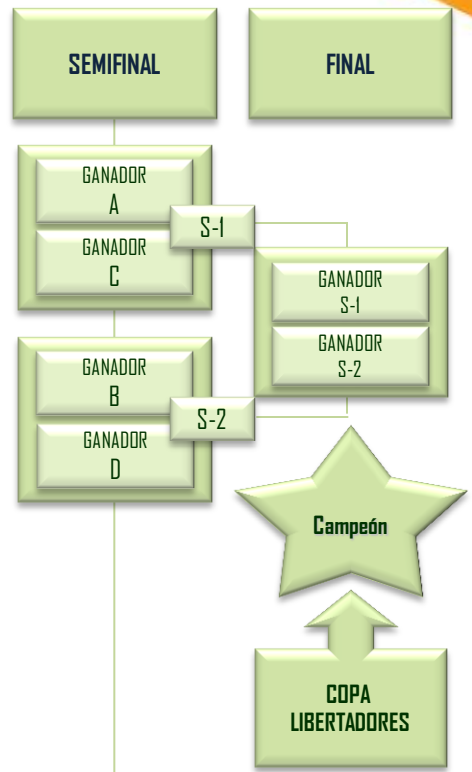 SEMIFINAL
FINAL
GANADOR
A
S-1
GANADOR
C
GANADOR
S-1
GANADOR
S-2
GANADOR
B
S-2
GANADOR
D
Campeón
COPA
LIBERTADORES